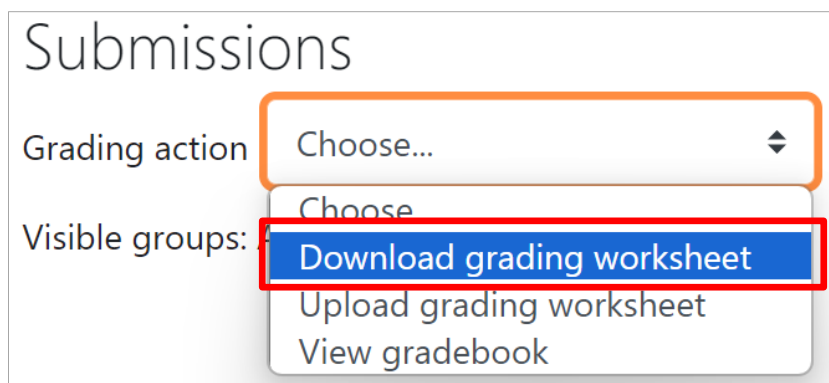 Submissions
Grading action Choose...
Choose
Visible groups:
Download grading worksheet
Upload grading worksheet
View gradebook